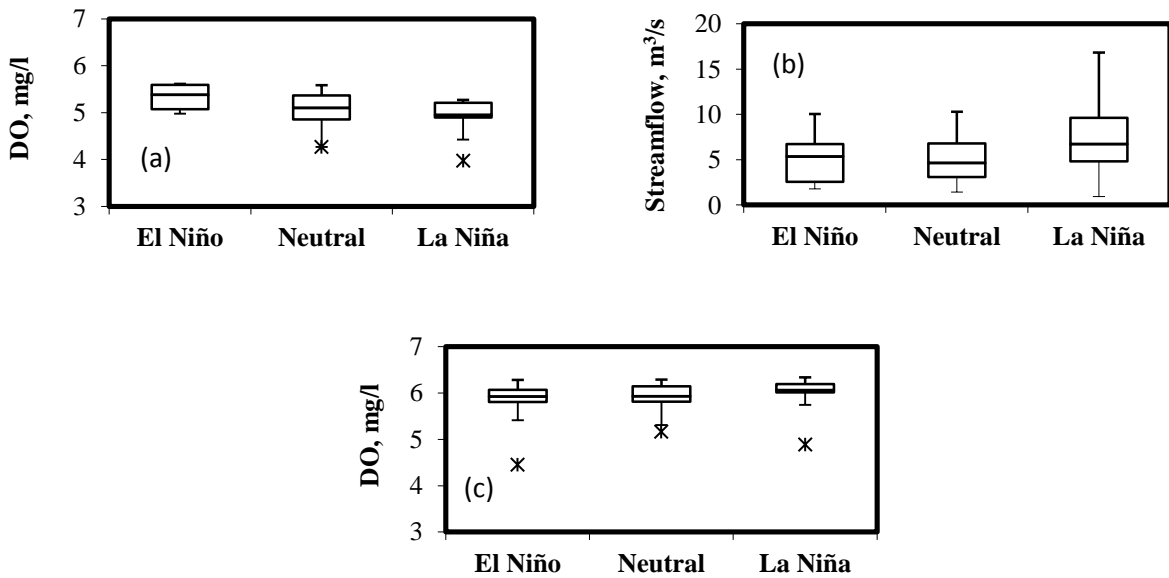 DO, mg/l
7
6
5
4
3
(a)
El Niño Neutral La Niña
Streamflow, m³/s
20
15
10
5
0
(b)
El Niño Neutral La Niña
DO, mg/l
7
6
5
4
3
(c)
El Niño Neutral La Niña